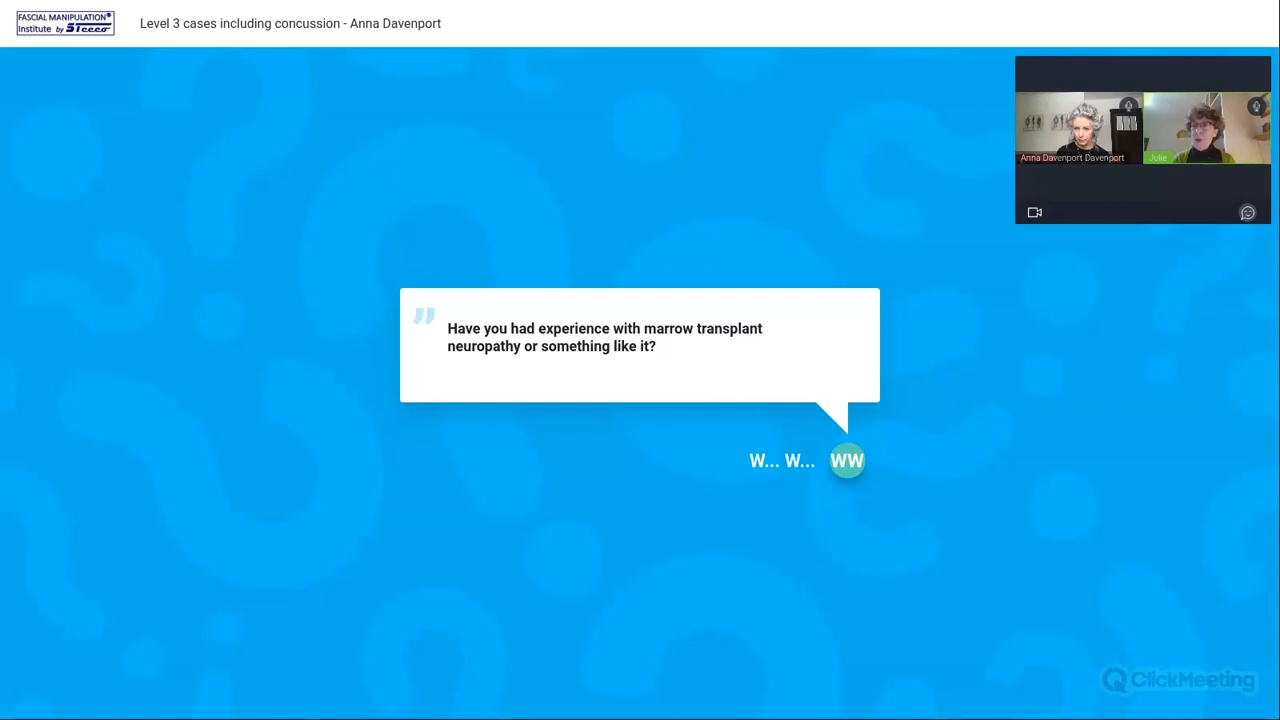 FASCIAL MANIPULATION®
Institute by STECCO
Level 3 cases including concussion - Anna Davenport
Anna Davenport Davenport
Julie
Have you had experience with marrow transplant
neuropathy or something like it?
W... W... WW
ClickMeeting